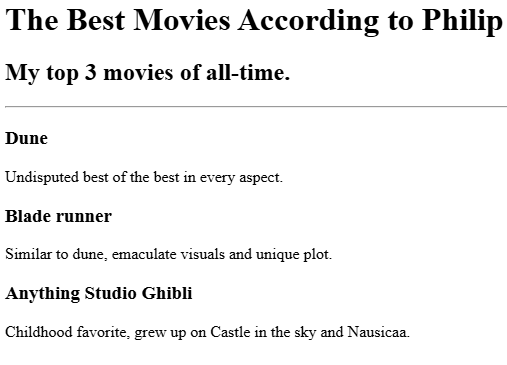 The Best Movies According to Philip
My top 3 movies of all-time.
Dune
Undisputed best of the best in every aspect.
Blade runner
Similar to dune, emaculate visuals and unique plot.
Anything Studio Ghibli
Childhood favorite, grew up on Castle in the sky and Nausicaa.